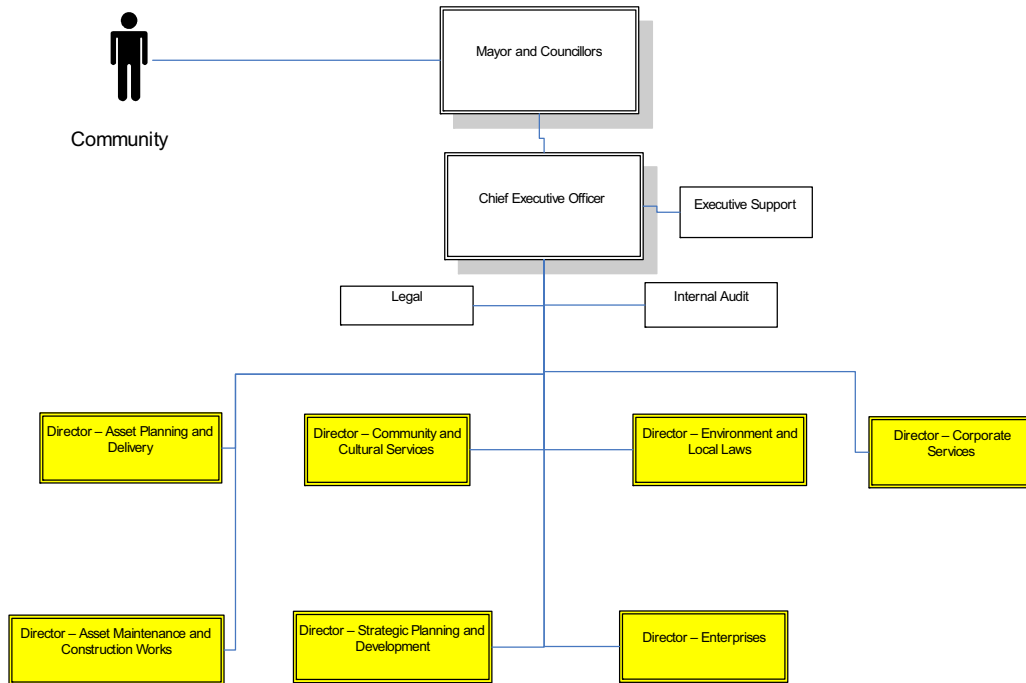 Mayor and Councillors
Community
Chief Executive Officer
Executive Support
Legal
Internal Audit
Director – Asset Planning and
Delivery
Director – Community and
Cultural Services
Director – Environment and
Local Laws
Director – Corporate
Services
Director – Asset Maintenance and
Construction Works
Director – Strategic Planning and
Development
Director – Enterprises